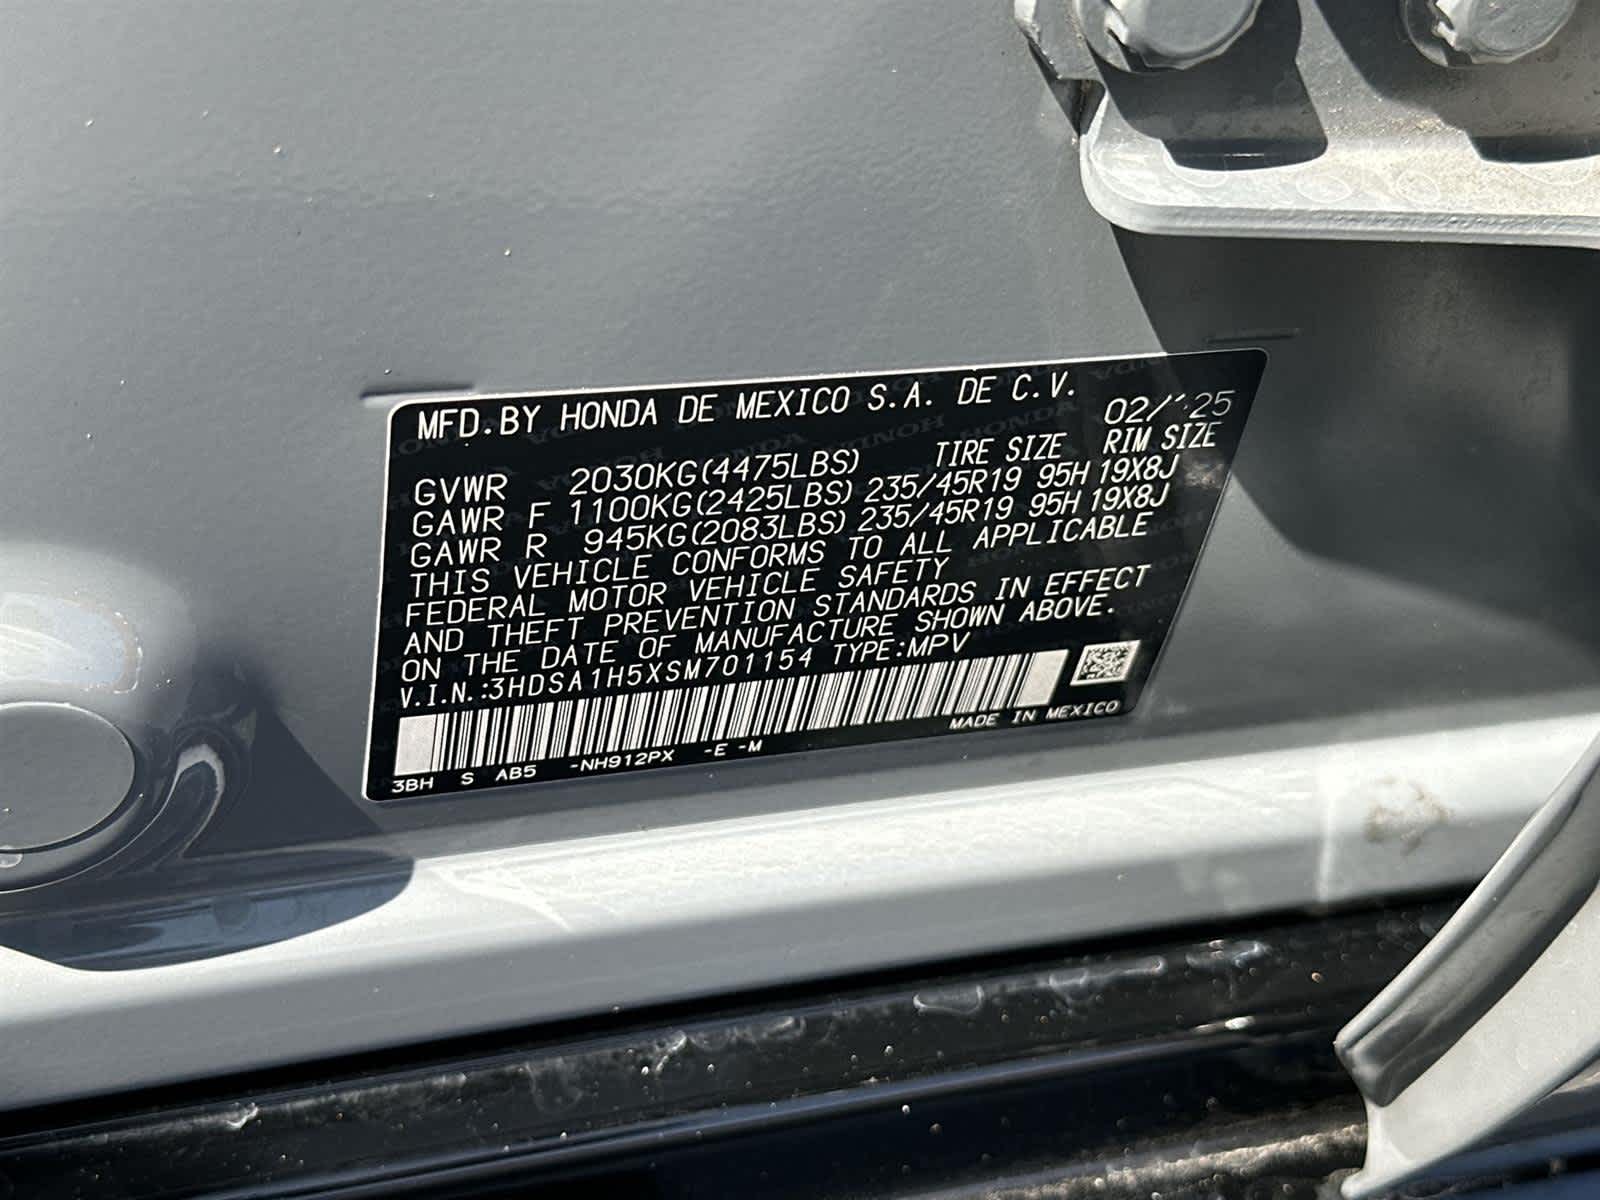 MFD.BY HONDA DE MEXICO S.A. DE C.V. 02/25
TIRE SIZE RIM SIZE
GVWR 2030KG(4475LBS)
GAWR F 1100KG(2425LBS) 235/45R19 95H 19X8J
GAWR R 945KG(2083LBS) 235/45R19 95H 19X8J
THIS VEHICLE CONFORMS TO ALL APPLICABLE
FEDERAL MOTOR VEHICLE SAFETY
AND THEFT PREVENTION STANDARDS IN EFFECT
ON THE DATE OF MANUFACTURE SHOWN ABOVE.
V.I.N.:3HDSA1H5XSM701154 TYPE:MPV
MADE IN MEXICO
3BH S AB5 -NH912PX -E -M